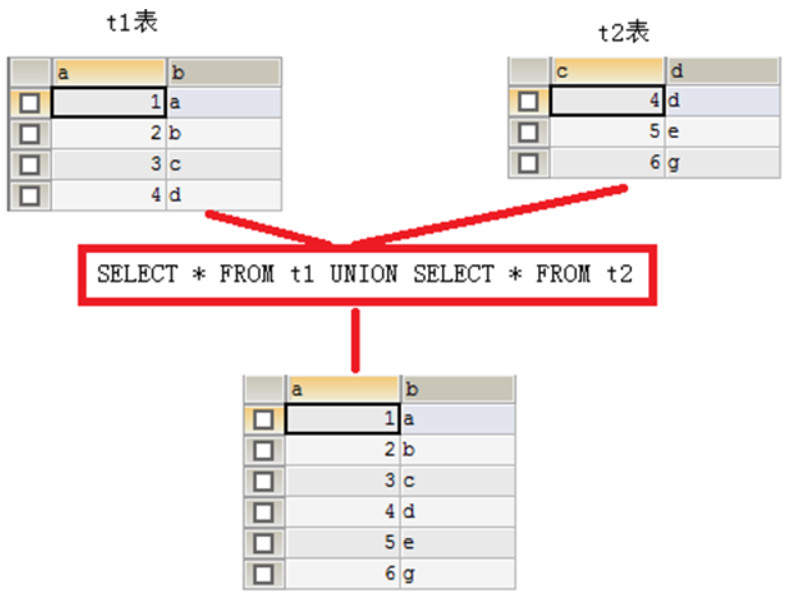 t1表
t2表
a b
1 a
2 b
3 c
4 d
c d
4 d
5 e
6 g
SELECT * FROM t1 UNION SELECT * FROM t2
a b
1 a
2 b
3 c
4 d
5 e
6 g